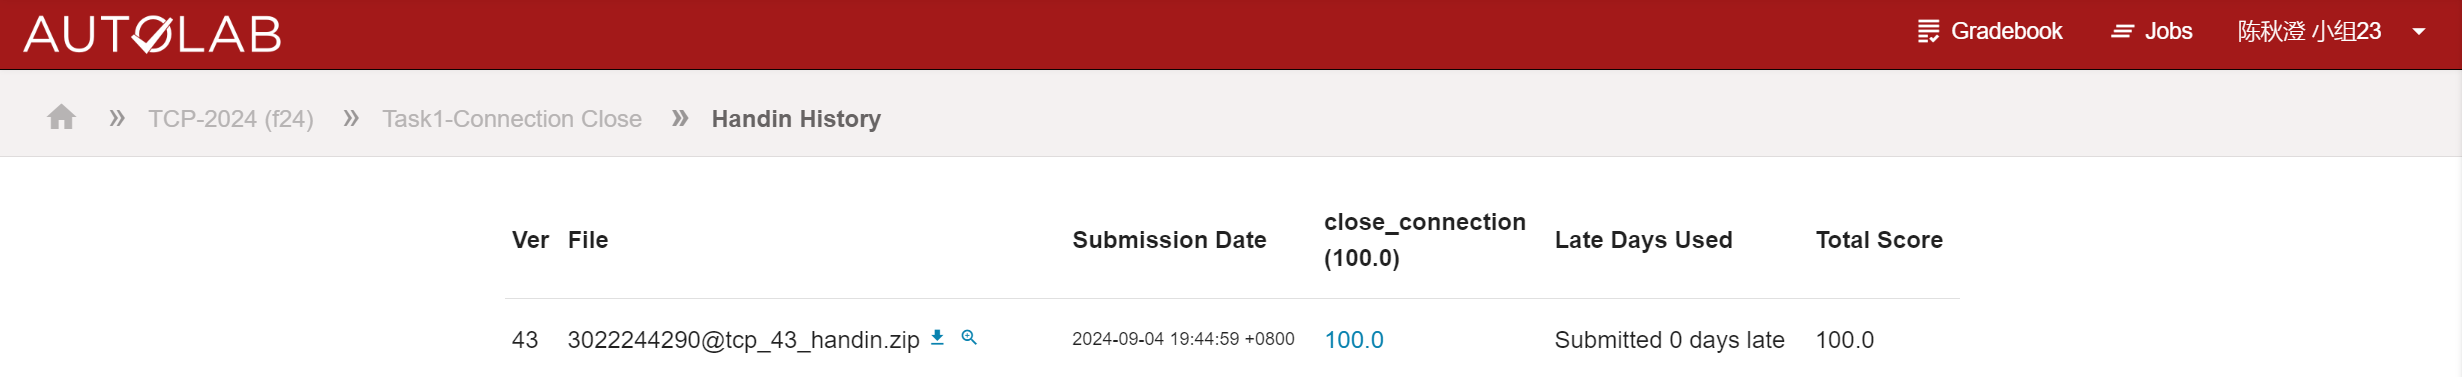 AUTOLAB
Gradebook Jobs 陈秋澄 小组23
» TCP-2024 (f24) » Task1-Connection Close » Handin History
Ver File Submission Date close_connection (100.0) Late Days Used Total Score
43 3022244290@tcp_43_handin.zip 2024-09-04 19:44:59 +0800 100.0 Submitted 0 days late 100.0